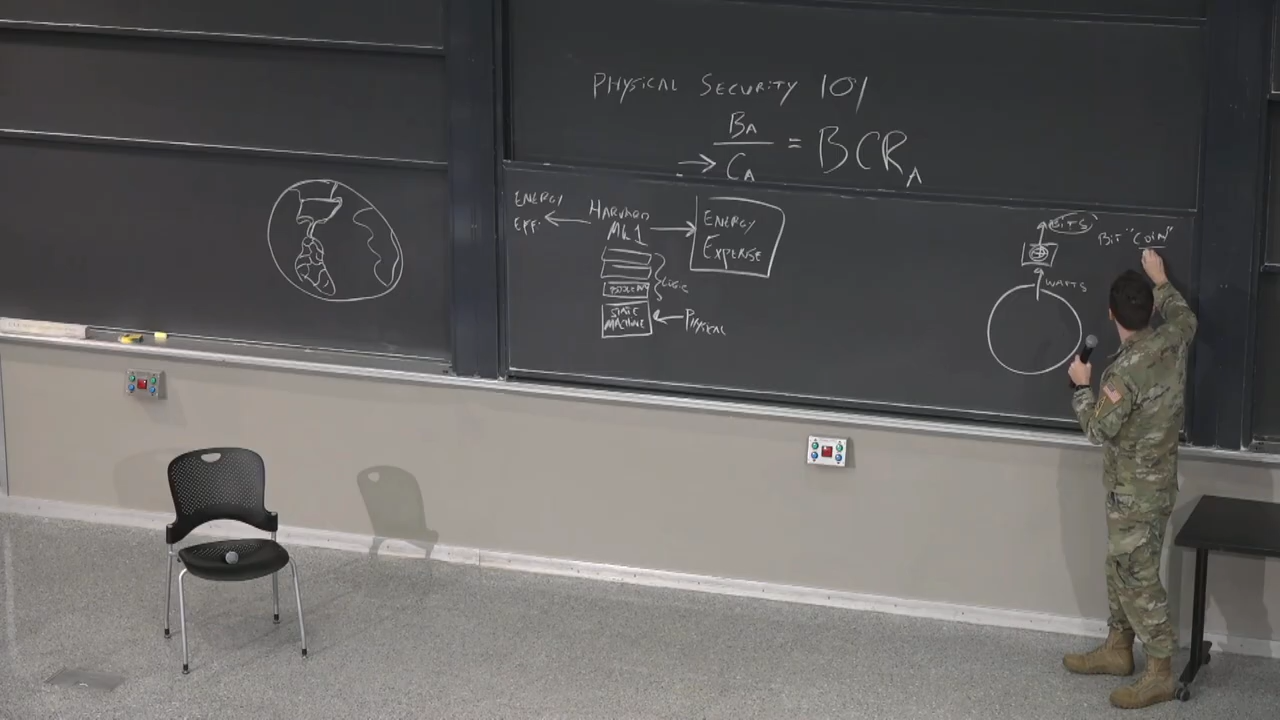 PHYSICAL SECURITY 101
BA
CA
= BCRA
ENERGY
EFF.
HARVARD
MK1
ENERGY
EXPENSE
LOGIC
STATE
MACHINE
PHYSICAL
BITS
BIT "COIN"
WATTS